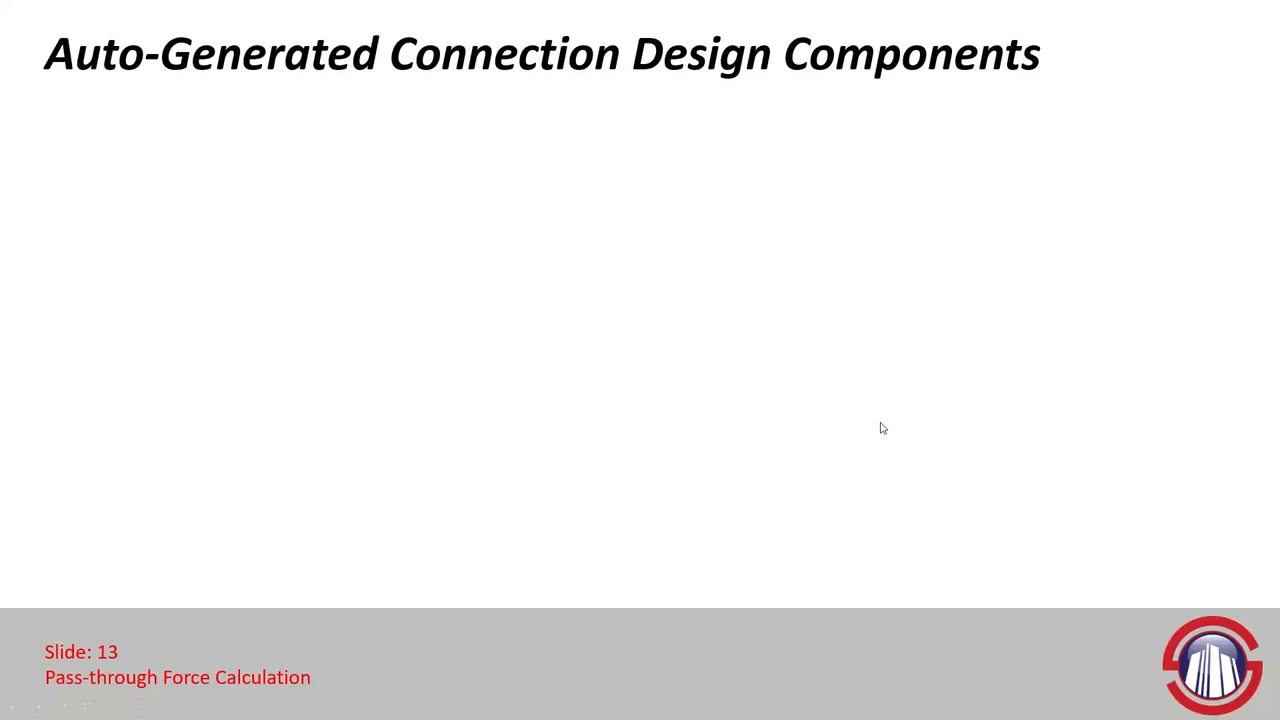 Auto-Generated Connection Design Components
Slide: 13
Pass-through Force Calculation